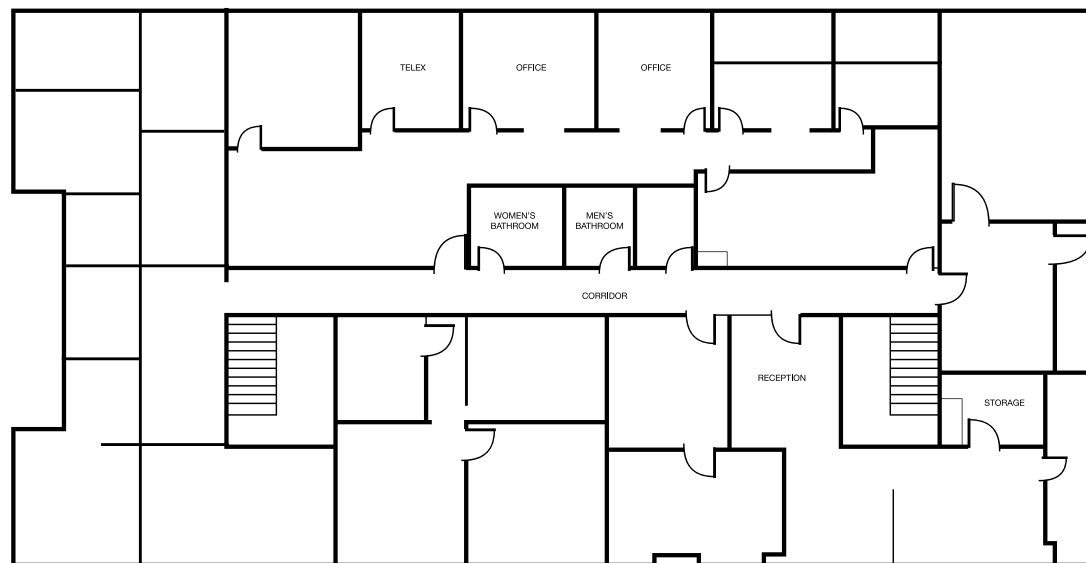 TELEX
OFFICE
OFFICE
WOMEN'S
BATHROOM
MEN'S
BATHROOM
CORRIDOR
RECEPTION
STORAGE